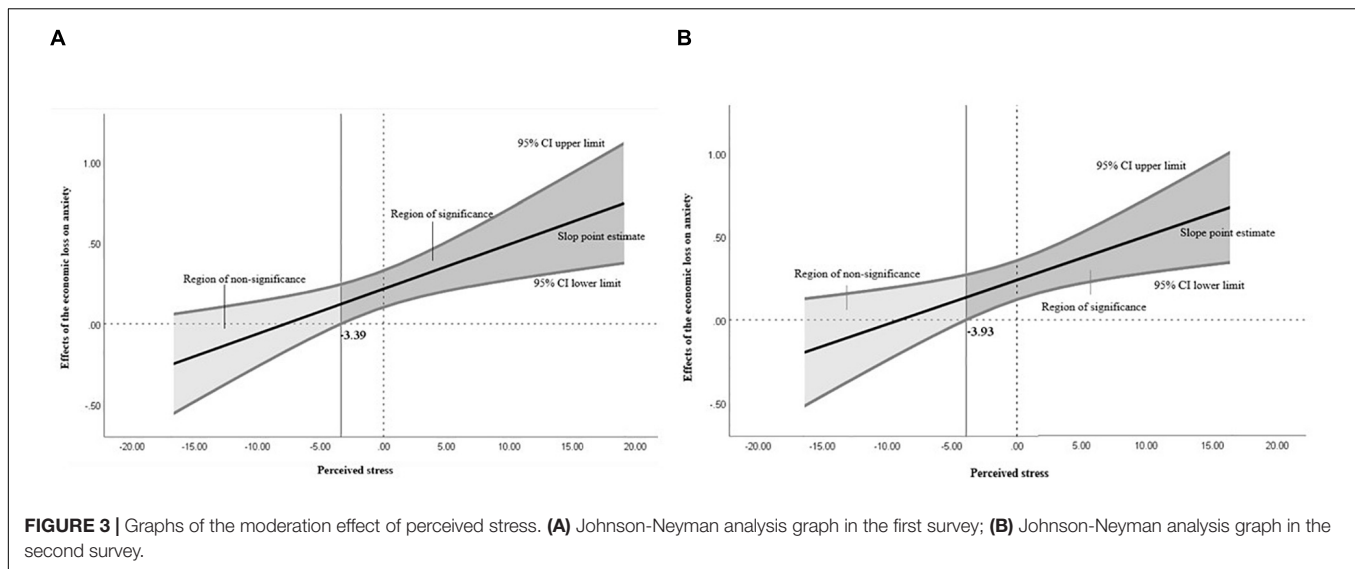 A
Effects of the economic loss on anxiety
1.00
.50
.00
-.50
95% CI upper limit
Region of significance
Slop point estimate
Region of non-significance
95% CI lower limit
-3.39
-20.00 -15.00 -10.00 -5.00 .00 5.00 10.00 15.00 20.00
Perceived stress
B
Effects of the economic loss on anxiety
1.00
.50
.00
-.50
95% CI upper limit
Slope point estimate
Region of non-significance
95% CI lower limit
Region of significance
-3.93
-20.00 -15.00 -10.00 -5.00 .00 5.00 10.00 15.00 20.00
Perceived stress
FIGURE 3 | Graphs of the moderation effect of perceived stress. (A) Johnson-Neyman analysis graph in the first survey; (B) Johnson-Neyman analysis graph in the
second survey.